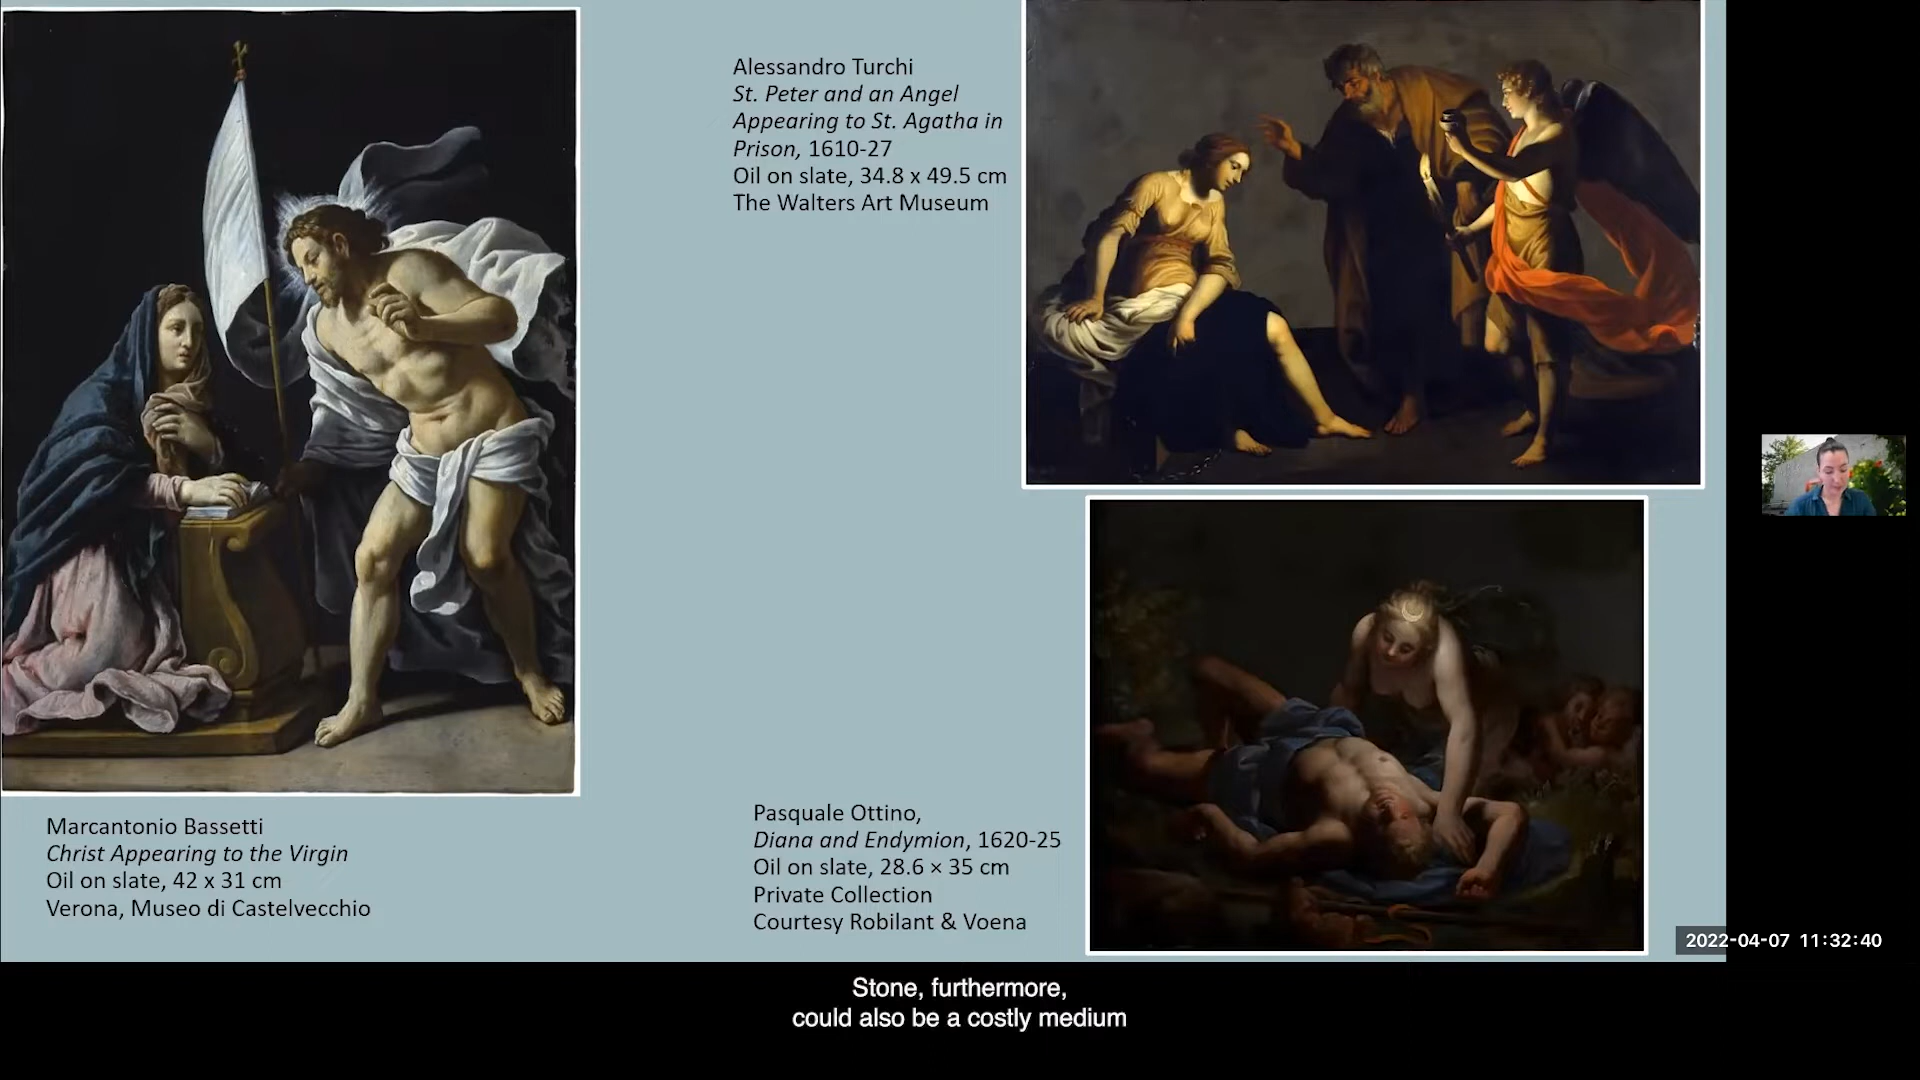 Alessandro Turchi
St. Peter and an Angel
Appearing to St. Agatha in
Prison, 1610-27
Oil on slate, 34.8 x 49.5 cm
The Walters Art Museum
Marcantonio Bassetti
Christ Appearing to the Virgin
Oil on slate, 42 x 31 cm
Verona, Museo di Castelvecchio
Pasquale Ottino,
Diana and Endymion, 1620-25
Oil on slate, 28.6 × 35 cm
Private Collection
Courtesy Robilant & Voena
2022-04-07 11:32:40
Stone, furthermore,
could also be a costly medium